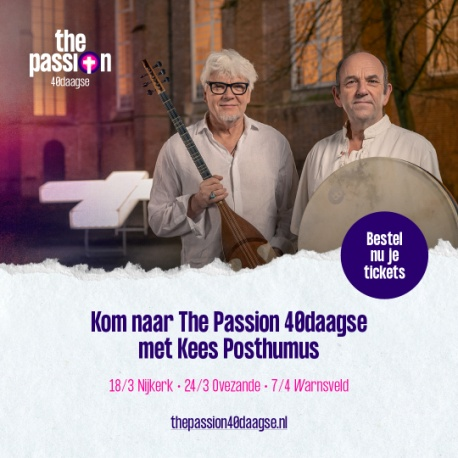 the
passion
40daagse
Bestel
nu je
tickets
Kom naar The Passion 40daagse
met Kees Posthumus
18/3 Nijkerk • 24/3 Ovezande • 7/4 Warnsveld
thepassion40daagse.nl